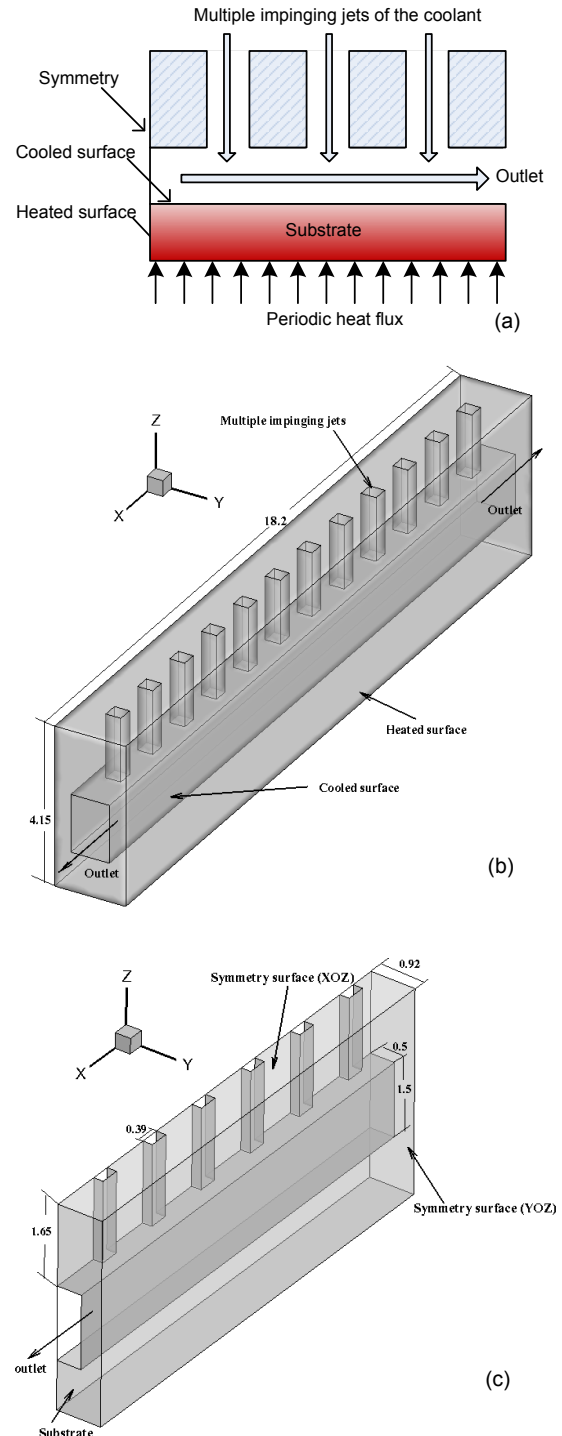 Multiple impinging jets of the coolant
Symmetry
Cooled surface
Outlet
Heated surface
Substrate
Periodic heat flux
(a)
Z
X
Y
Multiple impinging jets
18.2
Outlet
Heated surface
Cooled surface
4.15
Outlet
(b)
Z
X
Y
Symmetry surface (XOZ)
0.92
0.5
1.5
0.39
Symmetry surface (YOZ)
1.65
outlet
Substrate
(c)